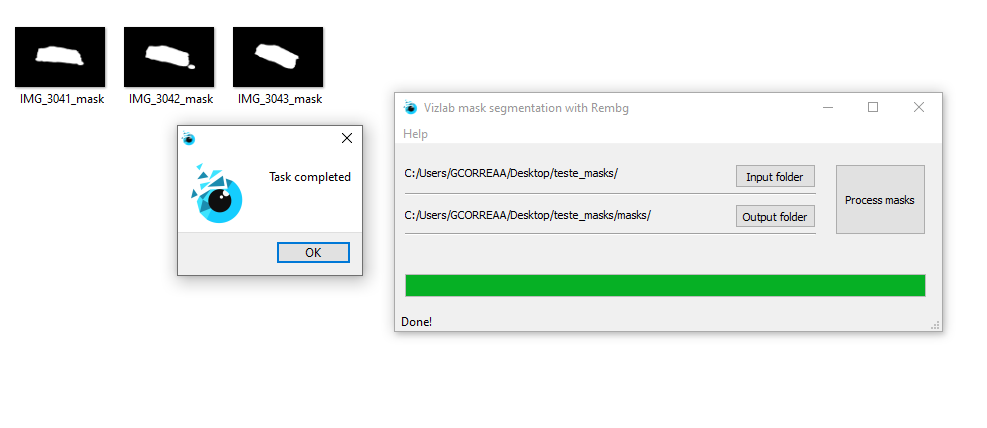 IMG_3041_mask
IMG_3042_mask
IMG_3043_mask
Task completed
OK
Vizlab mask segmentation with Rembg
Help
C:/Users/GCORREAA/Desktop/teste_masks/
Input folder
C:/Users/GCORREAA/Desktop/teste_masks/masks/
Output folder
Process masks
Done!